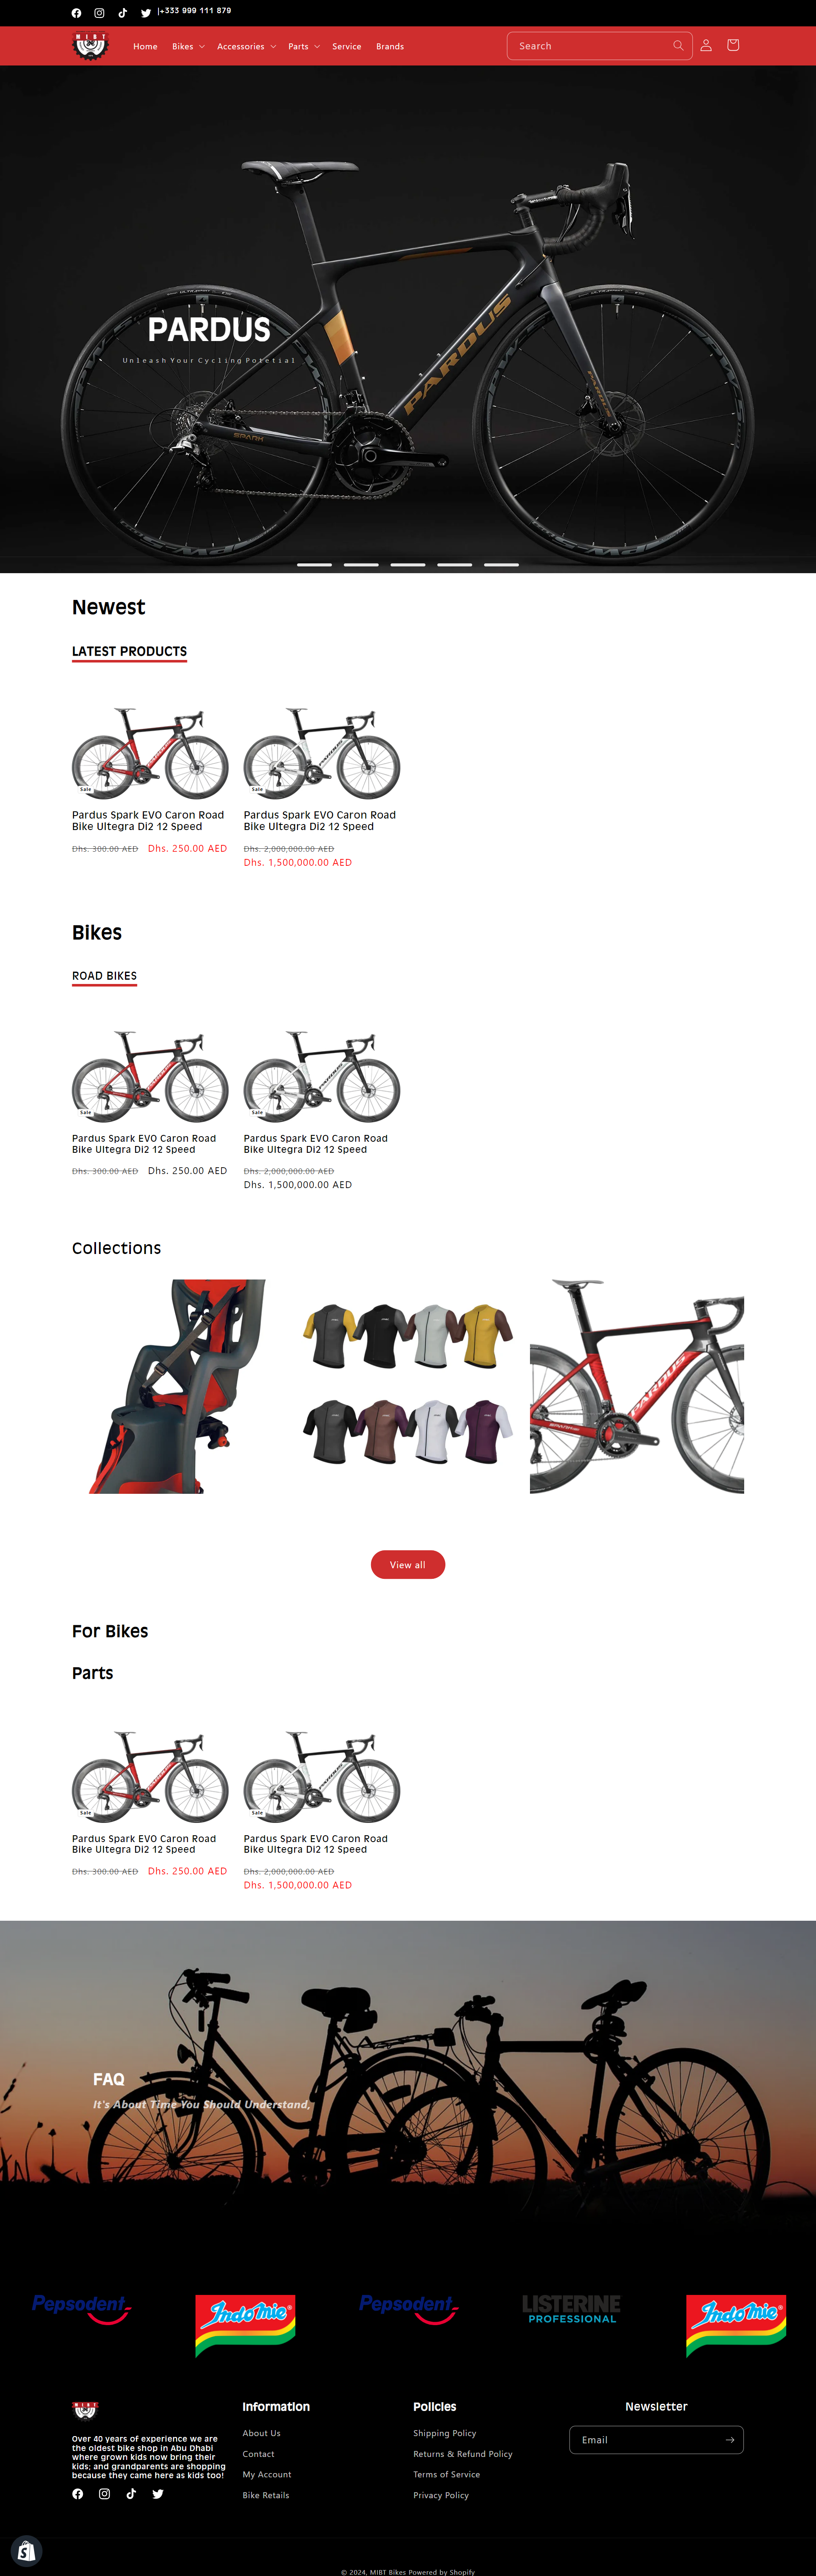 |+333 999 111 879
MIBT
Home
Bikes
Accessories
Parts
Service
Brands
Search
PARDUS
Unleash Your Cycling Potetial
PARDUS
SPARK
PARDUS
Newest
LATEST PRODUCTS
Sale
Sale
Pardus Spark EVO Caron Road
Bike Ultegra Di2 12 Speed
Dhs. 300.00 AED Dhs. 250.00 AED
Pardus Spark EVO Caron Road
Bike Ultegra Di2 12 Speed
Dhs. 2,000,000.00 AED
Dhs. 1,500,000.00 AED
Bikes
ROAD BIKES
Sale
Sale
Pardus Spark EVO Caron Road
Bike Ultegra Di2 12 Speed
Dhs. 300.00 AED Dhs. 250.00 AED
Pardus Spark EVO Caron Road
Bike Ultegra Di2 12 Speed
Dhs. 2,000,000.00 AED
Dhs. 1,500,000.00 AED
Collections
PARDUS
View all
For Bikes
Parts
Sale
Sale
Pardus Spark EVO Caron Road
Bike Ultegra Di2 12 Speed
Dhs. 300.00 AED Dhs. 250.00 AED
Pardus Spark EVO Caron Road
Bike Ultegra Di2 12 Speed
Dhs. 2,000,000.00 AED
Dhs. 1,500,000.00 AED
FAQ
It's About Time You Should Understand,
Pepsodent
Indomie
Pepsodent
LISTERINE
PROFESSIONAL
Indomie
MIBT
Over 40 years of experience we are
the oldest bike shop in Abu Dhabi
where grown kids now bring their
kids; and grandparents are shopping
because they came here as kids too!
Information
About Us
Contact
My Account
Bike Retails
Policies
Shipping Policy
Returns & Refund Policy
Terms of Service
Privacy Policy
Newsletter
Email
© 2024, MIBT Bikes Powered by Shopify